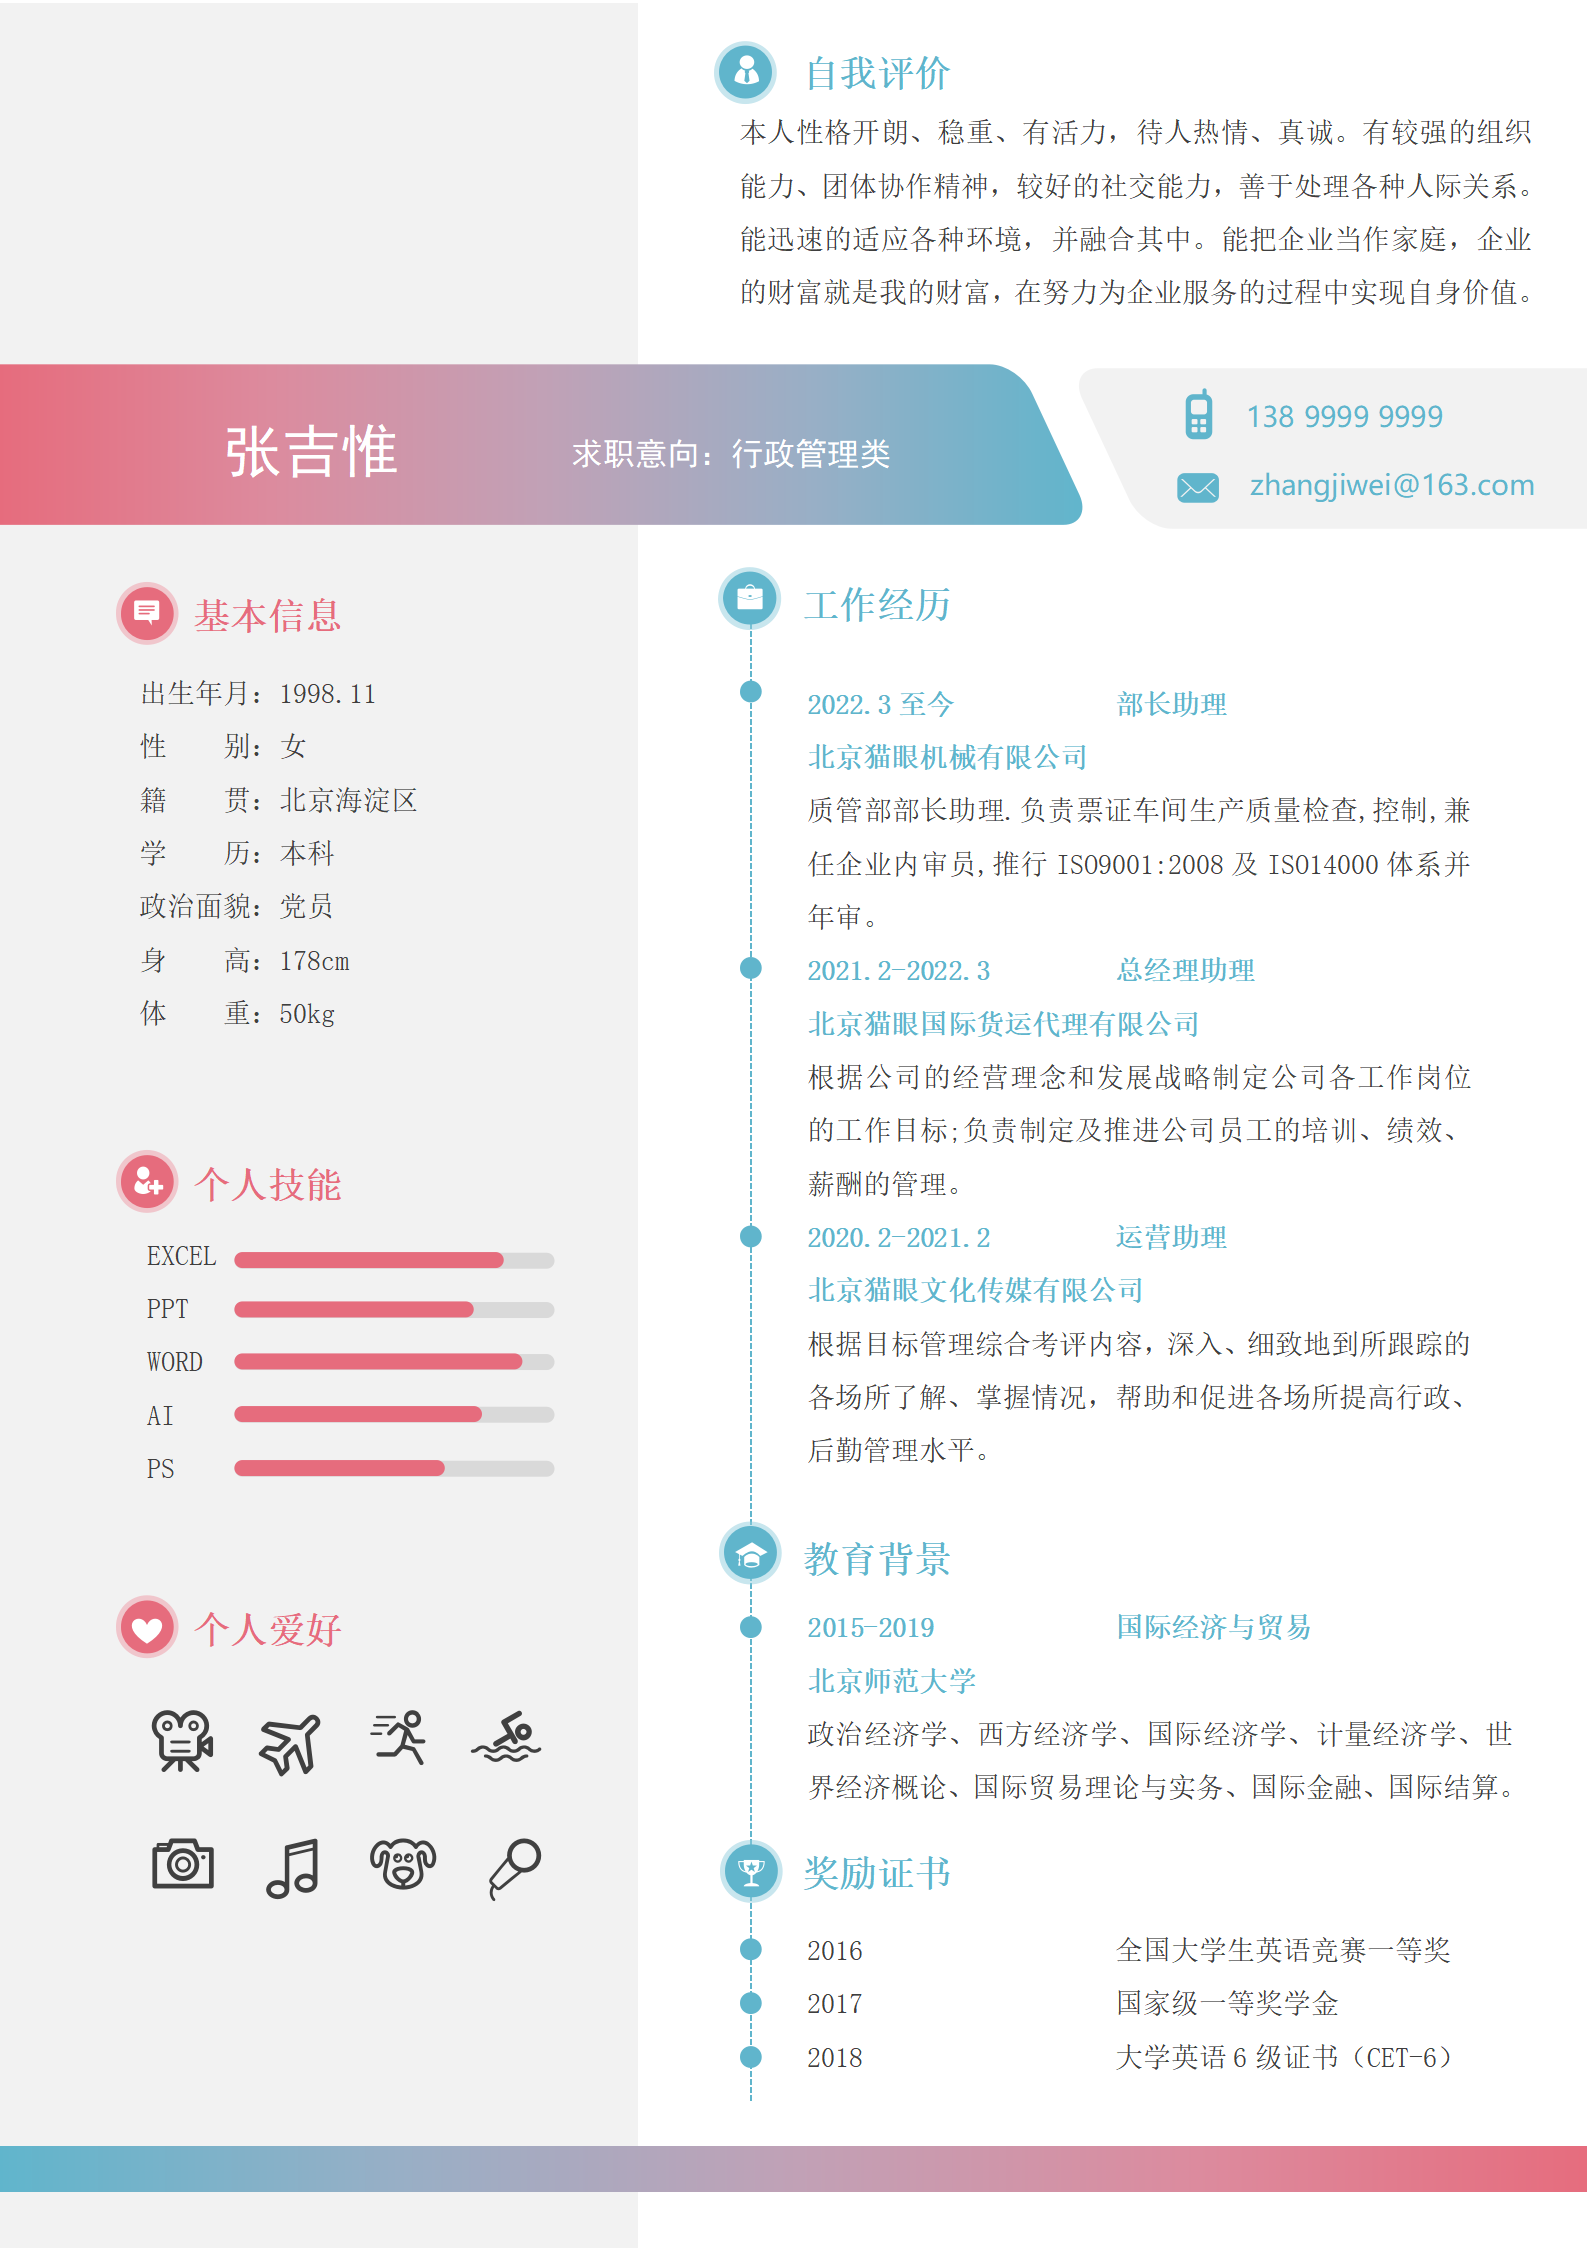 自我评价
本人性格开朗、稳重、有活力，待人热情、真诚。有较强的组织
能力、团体协作精神，较好的社交能力，善于处理各种人际关系。
能迅速的适应各种环境，并融合其中。能把企业当作家庭，企业
的财富就是我的财富，在努力为企业服务的过程中实现自身价值。
张吉惟
求职意向：行政管理类
138 9999 9999
zhangjiwei@163.com
基本信息
出生年月：1998.11
性　　别：女
籍　　贯：北京海淀区
学　　历：本科
政治面貌：党员
身　　高：178cm
体　　重：50kg
个人技能
EXCEL
PPT
WORD
AI
PS
个人爱好
工作经历
2022.3 至今　　部长助理
北京猫眼机械有限公司
质管部部长助理.负责票证车间生产质量检查,控制,兼
任企业内审员,推行 ISO9001:2008 及 ISO14000 体系并
年审。
2021.2-2022.3　　总经理助理
北京猫眼国际货运代理有限公司
根据公司的经营理念和发展战略制定公司各工作岗位
的工作目标;负责制定及推进公司员工的培训、绩效、
薪酬的管理。
2020.2-2021.2　　运营助理
北京猫眼文化传媒有限公司
根据目标管理综合考评内容，深入、细致地到所跟踪的
各场所了解、掌握情况，帮助和促进各场所提高行政、
后勤管理水平。
教育背景
2015-2019　　国际经济与贸易
北京师范大学
政治经济学、西方经济学、国际经济学、计量经济学、世
界经济概论、国际贸易理论与实务、国际金融、国际结算。
奖励证书
2016　　全国大学生英语竞赛一等奖
2017　　国家级一等奖学金
2018　　大学英语 6 级证书（CET-6）